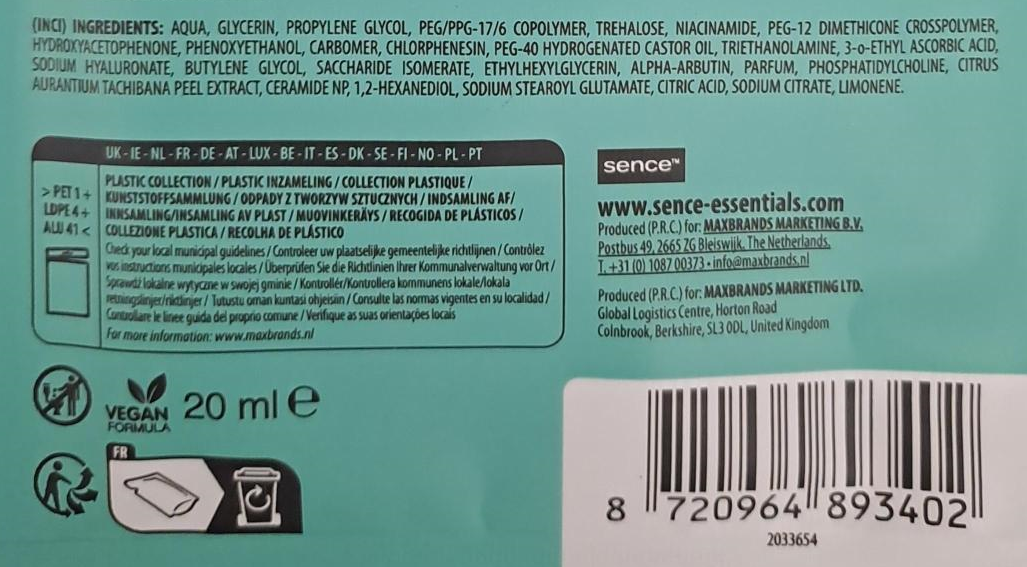 (INCI) INGREDIENTS: AQUA, GLYCERIN, PROPYLENE GLYCOL, PEG/PPG-17/6 COPOLYMER, TREHALOSE, NIACINAMIDE, PEG-12 DIMETHICONE CROSSPOLYMER,
HYDROXYACETOPHENONE, PHENOXYETHANOL, CARBOMER, CHLORPHENESIN, PEG-40 HYDROGENATED CASTOR OIL, TRIETHANOLAMINE, 3-o-ETHYL ASCORBIC ACID,
SODIUM HYALURONATE, BUTYLENE GLYCOL, SACCHARIDE ISOMERATE, ETHYLHEXYLGLYCERIN, ALPHA-ARBUTIN, PARFUM, PHOSPHATIDYLCHOLINE, CITRUS
AURANTIUM TACHIBANA PEEL EXTRACT, CERAMIDE NP, 1,2-HEXANEDIOL, SODIUM STEAROYL GLUTAMATE, CITRIC ACID, SODIUM CITRATE, LIMONENE.
UK - IE - NL - FR - DE - AT - LUX - BE - IT - ES - DK - SE - FI - NO - PL - PT
> PET 1 +
LDPE 4 +
ALU 41 <
PLASTIC COLLECTION / PLASTIC INZAMELING / COLLECTION PLASTIQUE /
KUNSTSTOFFSAMMLUNG / ODPADY Z TWORZYW SZTUCZNYCH / INDSAMLING AF/
INNSAMLING/INSAMLING AV PLAST / MUOVINKERÄYS / RECOGIDA DE PLÁSTICOS /
COLLEZIONE PLASTICA / RECOLHA DE PLÁSTICO
Check your local municipal guidelines / Controleer uw plaatselijke gemeentelijke richtlijnen / Contrôlez
vos instructions municipales locales / Überprüfen Sie die Richtlinien Ihrer Kommunalverwaltung vor Ort /
Sprawdź lokalne wytyczne w swojej gminie / Kontrollér/Kontrollera kommunens lokale/lokala
retningslinjer/riktlinjer / Tutustu oman kuntasi ohjeisiin / Consulte las normas vigentes en su localidad /
Controllare le linee guida del proprio comune / Verifique as suas orientações locais
For more information: www.maxbrands.nl
sence™
www.sence-essentials.com
Produced (P.R.C.) for: MAXBRANDS MARKETING B.V.
Postbus 49, 2665 ZG Bleiswijk, The Netherlands.
T. +31 (0) 1087 00373 - info@maxbrands.nl
Produced (P.R.C.) for: MAXBRANDS MARKETING LTD.
Global Logistics Centre, Horton Road
Colnbrook, Berkshire, SL3 0DL, United Kingdom
VEGAN
FORMULA
20 ml e
FR
8 720964 893402
2033654